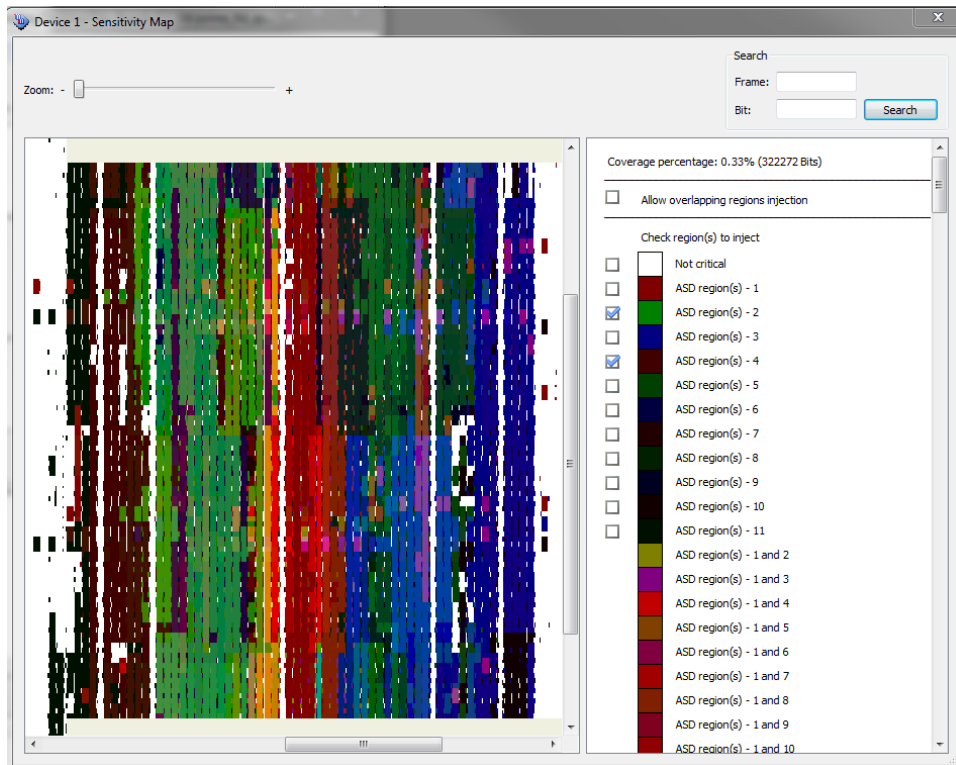 Device 1 - Sensitivity Map
x
Search
Frame:
Zoom: - +
Bit:
Search
Coverage percentage: 0.33% (322272 Bits)
Allow overlapping regions injection
Check region(s) to inject
Not critical
ASD region(s) - 1
ASD region(s) - 2
ASD region(s) - 3
ASD region(s) - 4
ASD region(s) - 5
ASD region(s) - 6
ASD region(s) - 7
ASD region(s) - 8
ASD region(s) - 9
ASD region(s) - 10
ASD region(s) - 11
ASD region(s) - 1 and 2
ASD region(s) - 1 and 3
ASD region(s) - 1 and 4
ASD region(s) - 1 and 5
ASD region(s) - 1 and 6
ASD region(s) - 1 and 7
ASD region(s) - 1 and 8
ASD region(s) - 1 and 9
ASD region(s) - 1 and 10